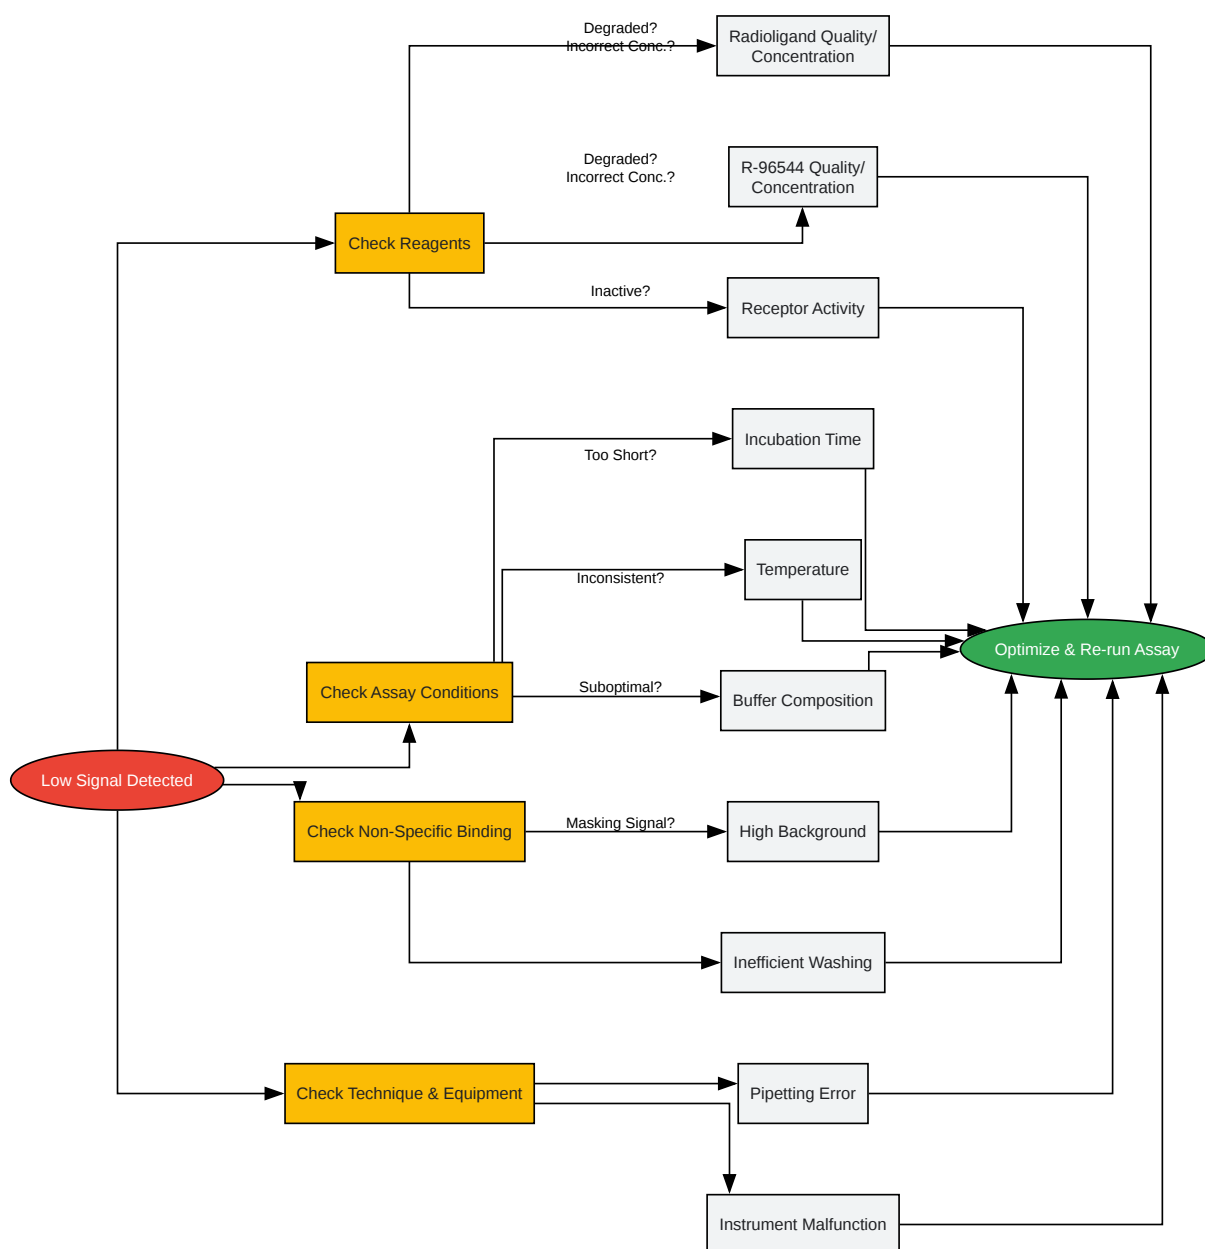 Degraded?
Incorrect Conc.?
Radioligand Quality/
Concentration
Degraded?
Incorrect Conc.?
R-96544 Quality/
Concentration
Check Reagents
Inactive?
Receptor Activity
Incubation Time
Too Short?
Temperature
Inconsistent?
Optimize & Re-run Assay
Check Assay Conditions
Suboptimal?
Buffer Composition
Low Signal Detected
Check Non-Specific Binding
Masking Signal?
High Background
Inefficient Washing
Check Technique & Equipment
Pipetting Error
Instrument Malfunction